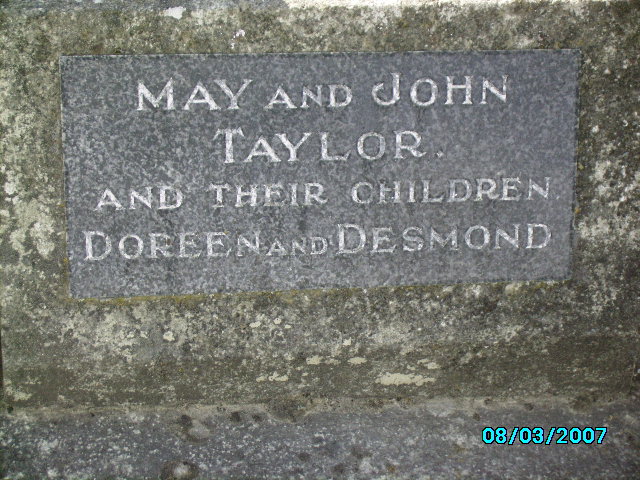 MAY AND JOHN
TAYLOR.
AND THEIR CHILDREN
DOREEN AND DESMOND
08/03/2007